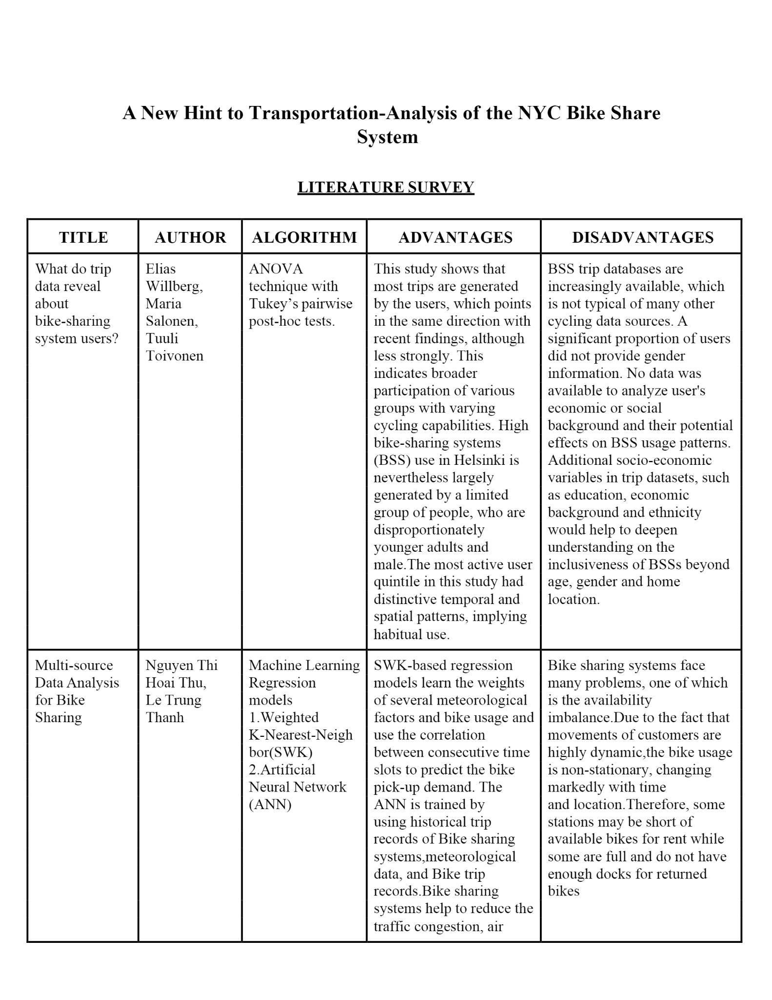 A New Hint to Transportation-Analysis of the NYC Bike Share
System
LITERATURE SURVEY
TITLE
AUTHOR
ALGORITHM
ADVANTAGES
DISADVANTAGES
What do trip
data reveal
about
bike-sharing
system users?
Elias
Willberg,
Maria
Salonen,
Tuuli
Toivonen
ANOVA
technique with
Tukey’s pairwise
post-hoc tests.
This study shows that
most trips are generated
by the users, which points
in the same direction with
recent findings, although
less strongly. This
indicates broader
participation of various
groups with varying
cycling capabilities. High
bike-sharing systems
(BSS) use in Helsinki is
nevertheless largely
generated by a limited
group of people, who are
disproportionately
younger adults and
male.The most active user
quintile in this study had
distinctive temporal and
spatial patterns, implying
habitual use.
BSS trip databases are
increasingly available, which
is not typical of many other
cycling data sources. A
significant proportion of users
did not provide gender
information. No data was
available to analyze user's
economic or social
background and their potential
effects on BSS usage patterns.
Additional socio-economic
variables in trip datasets, such
as education, economic
background and ethnicity
would help to deepen
understanding on the
inclusiveness of BSSs beyond
age, gender and home
location.
Multi-source
Data Analysis
for Bike
Sharing
Nguyen Thi
Hoai Thu,
Le Trung
Thanh
Machine Learning
Regression
models
1.Weighted
K-Nearest-Neigh
bor(SWK)
2.Artificial
Neural Network
(ANN)
SWK-based regression
models learn the weights
of several meteorological
factors and bike usage and
use the correlation
between consecutive time
slots to predict the bike
pick-up demand. The
ANN is trained by
using historical trip
records of Bike sharing
systems,meteorological
data, and Bike trip
records.Bike sharing
systems help to reduce the
traffic congestion, air
Bike sharing systems face
many problems, one of which
is the availability
imbalance.Due to the fact that
movements of customers are
highly dynamic,the bike usage
is non-stationary, changing
markedly with time
and location.Therefore, some
stations may be short of
available bikes for rent while
some are full and do not have
enough docks for returned
bikes